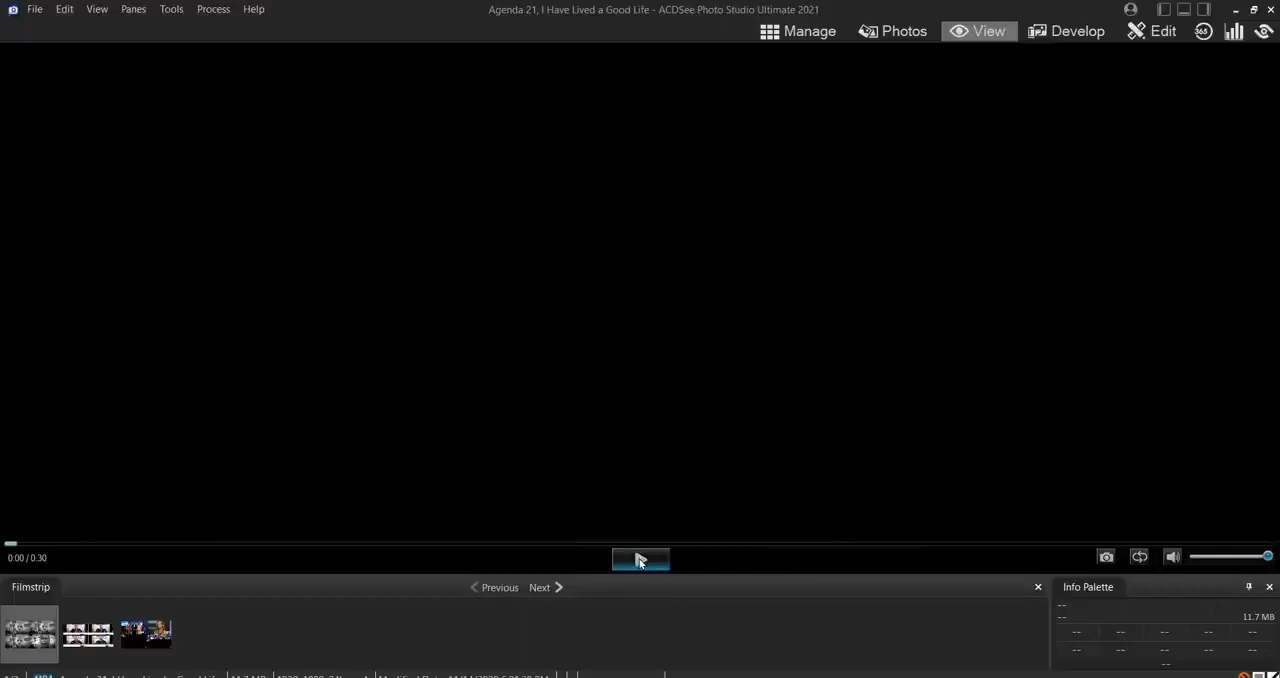 File Edit View Panes Tools Process Help
Agenda 21, I Have Lived a Good Life - ACDSee Photo Studio Ultimate 2021
Manage Photos View Develop Edit 365
0:00 / 0:30
Filmstrip
Previous Next
Info Palette
--
-- 11.7 MB
-- -- -- -- --
-- -- -- -- --
--